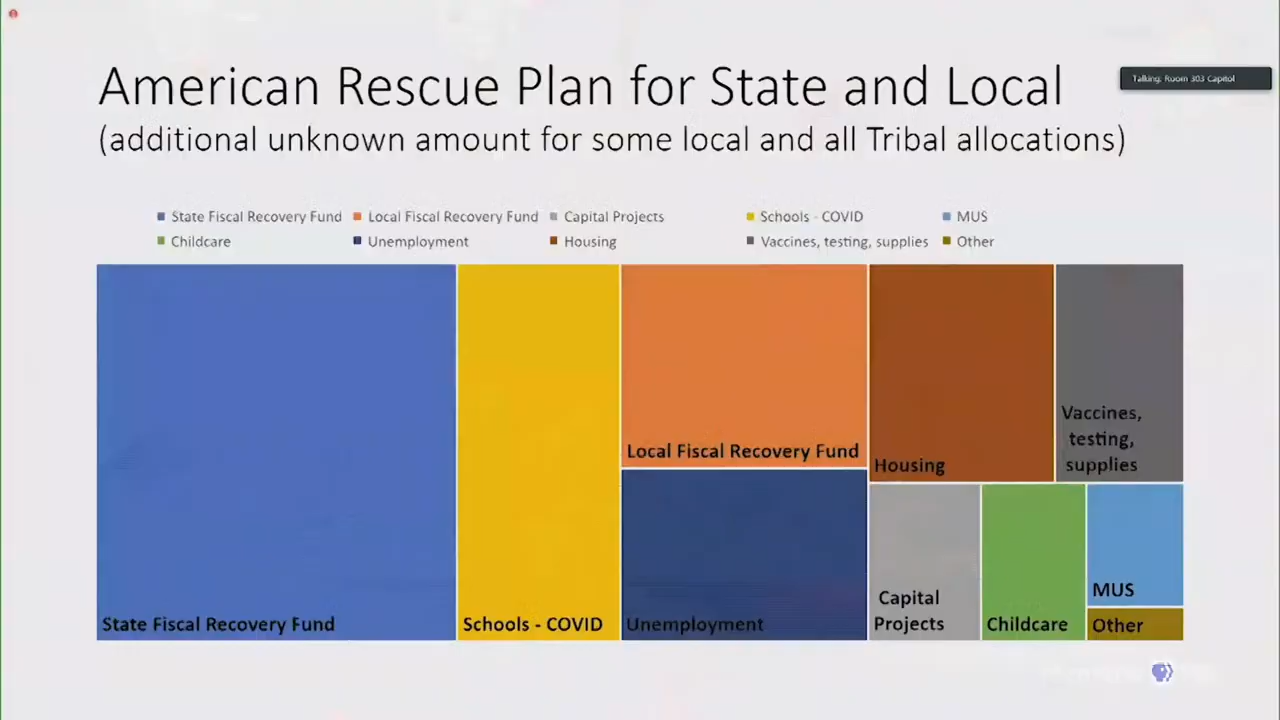 American Rescue Plan for State and Local
Talking: Room 303 Capitol
(additional unknown amount for some local and all Tribal allocations)
State Fiscal Recovery Fund Local Fiscal Recovery Fund Capital Projects Schools - COVID MUS
Childcare Unemployment Housing Vaccines, testing, supplies Other
State Fiscal Recovery Fund
Schools - COVID
Local Fiscal Recovery Fund
Unemployment
Housing
Vaccines,
testing,
supplies
Capital
Projects
Childcare
MUS
Other